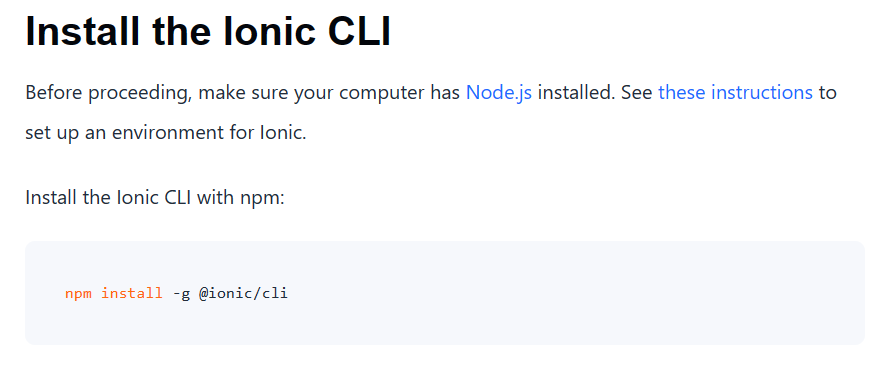 Install the Ionic CLI
Before proceeding, make sure your computer has Node.js installed. See these instructions to
set up an environment for Ionic.
Install the Ionic CLI with npm:
npm install -g @ionic/cli